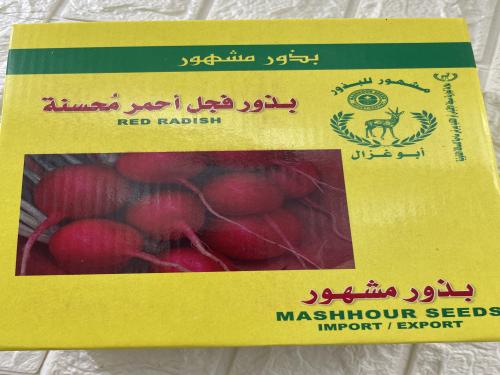 بذور مشهور
مشهور للبذور
بذور فجل أحمر مُحسنة
RED RADISH
أبو غزال
بذور مشهور
MASHHOUR SEEDS
IMPORT / EXPORT